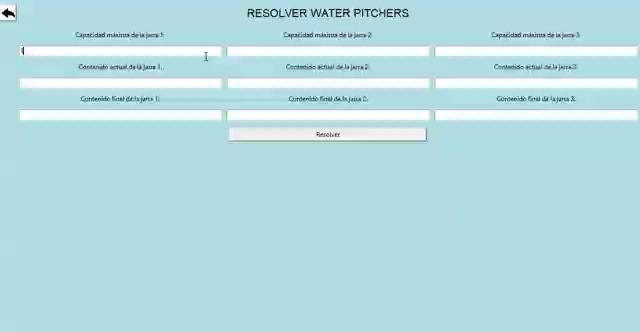 RESOLVER WATER PITCHERS
Capacidad máxima de la jarra 1: Capacidad máxima de la jarra 2: Capacidad máxima de la jarra 3:
Contenido actual de la jarra 1: Contenido actual de la jarra 2: Contenido actual de la jarra 3:
Contenido final de la jarra 1: Contenido final de la jarra 2: Contenido final de la jarra 3:
Resolver